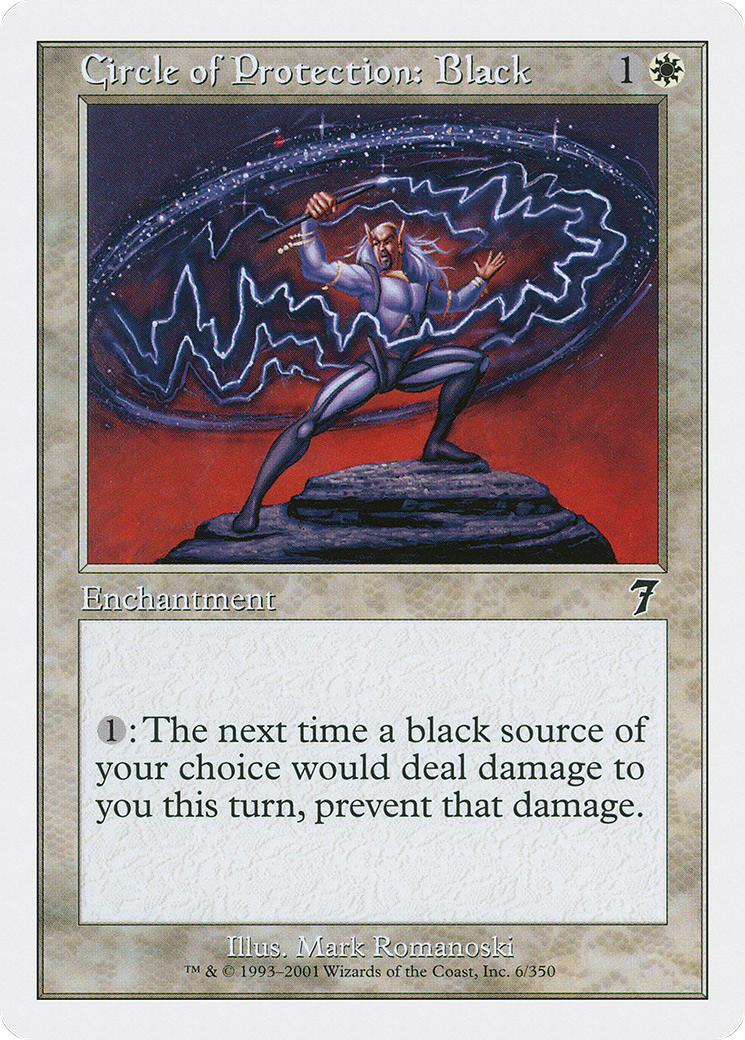 Circle of Protection: Black 1
Enchantment 7
1: The next time a black source of
your choice would deal damage to
you this turn, prevent that damage.
Illus. Mark Romanoski
™ & © 1993–2001 Wizards of the Coast, Inc. 6/350